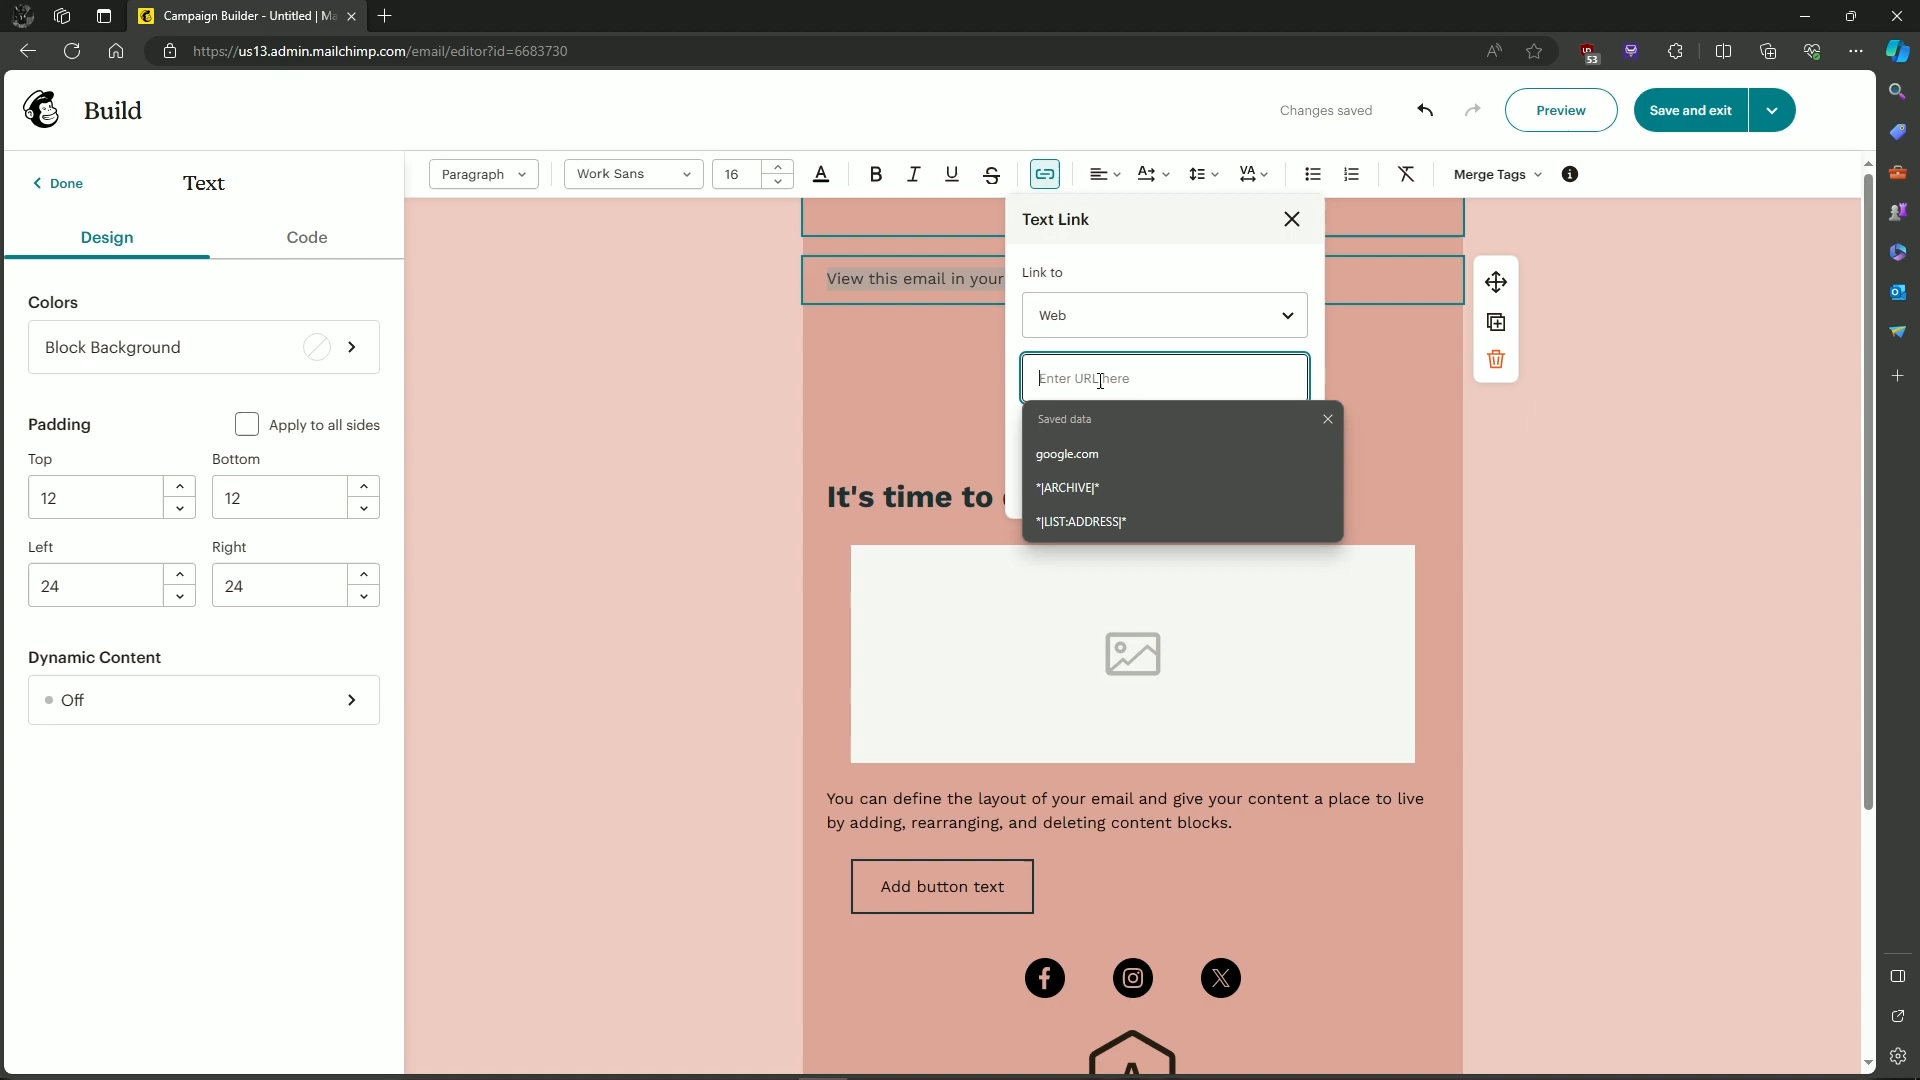 Campaign Builder - Untitled | Ma
https://us13.admin.mailchimp.com/email/editor?id=6683730
53
Build
Changes saved
Preview
Save and exit
Done
Text
Paragraph
Work Sans
16
A
B
I
U
S
Merge Tags
Design
Code
Text Link
Link to
View this email in your
Web
Colors
Block Background
Enter URL here
Padding
Apply to all sides
Saved data
Top
Bottom
google.com
12
12
*|ARCHIVE|*
It's time to
*|LIST:ADDRESS|*
Left
Right
24
24
Dynamic Content
Off
You can define the layout of your email and give your content a place to live
by adding, rearranging, and deleting content blocks.
Add button text